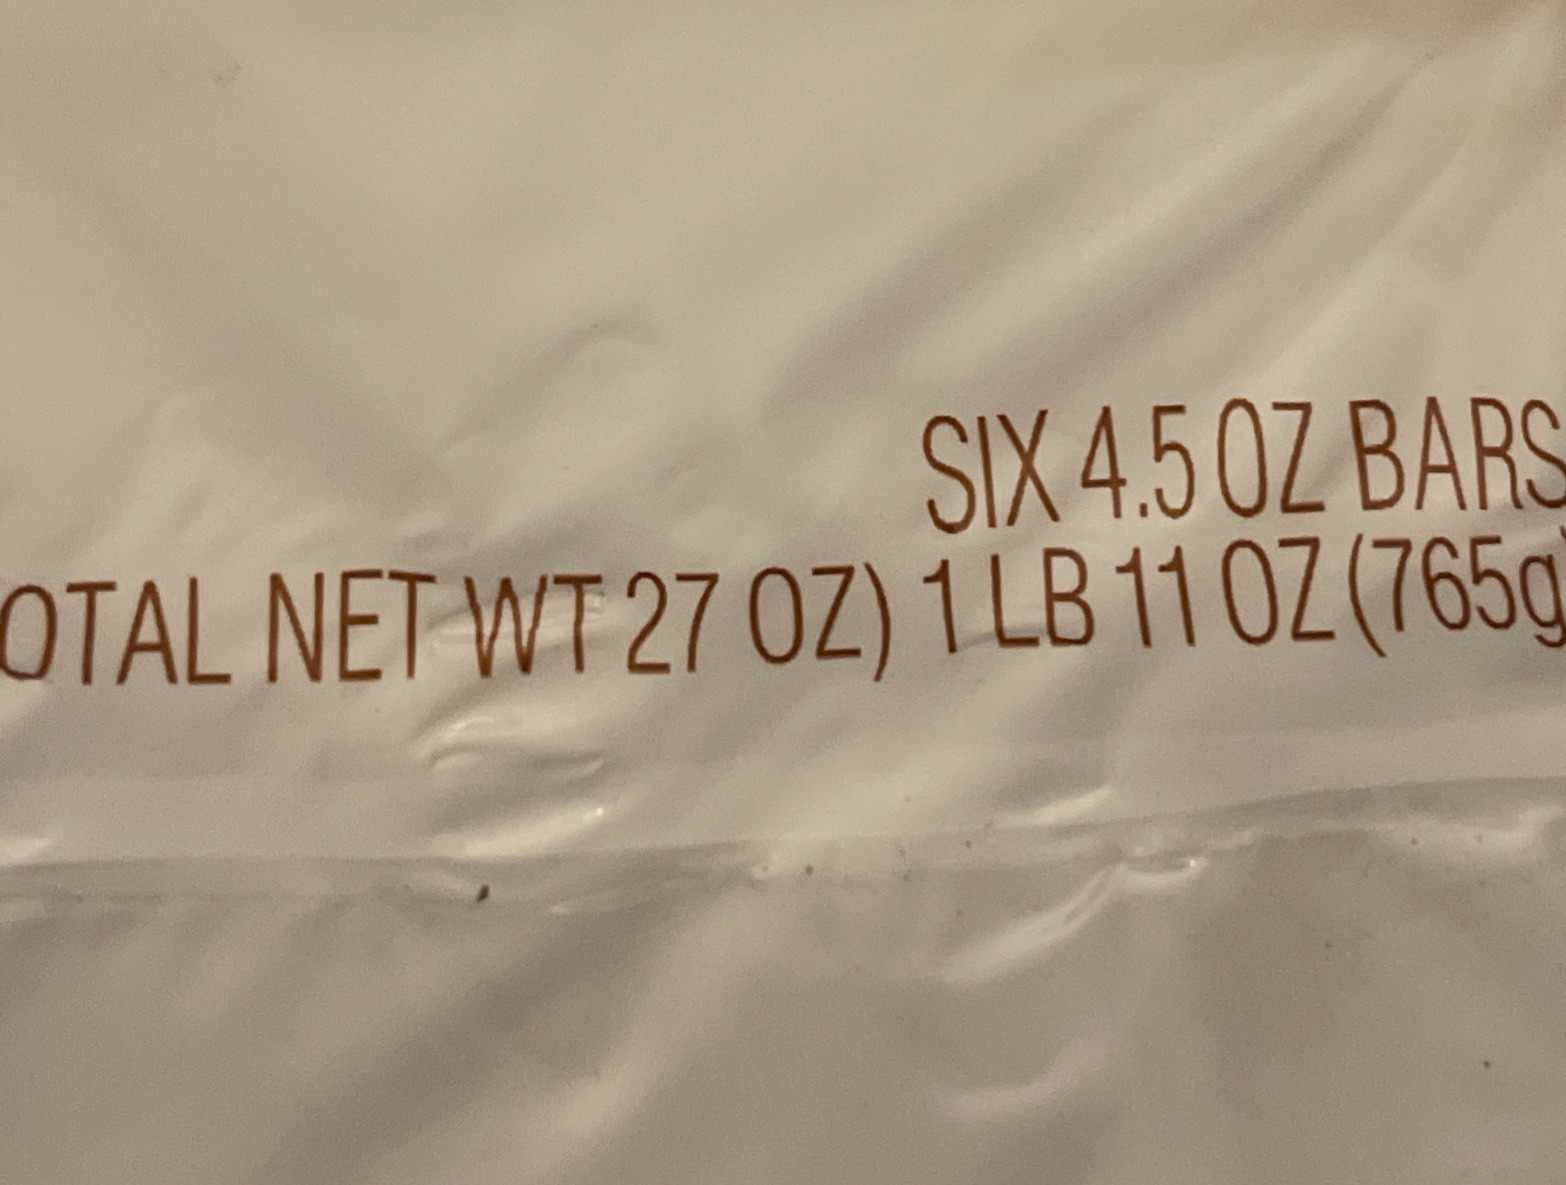 SIX 4.5 OZ BARS
OTAL NET WT 27 OZ) 1 LB 11 OZ (765g)